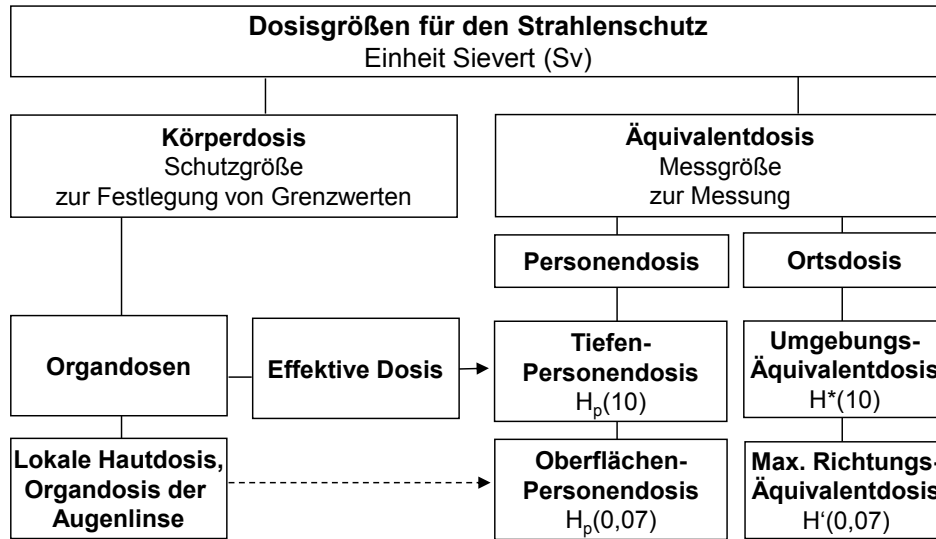 Dosisgrößen für den Strahlenschutz
Einheit Sievert (Sv)
Körperdosis
Schutzgröße
zur Festlegung von Grenzwerten
Äquivalentdosis
Messgröße
zur Messung
Personendosis
Ortsdosis
Organdosen
Effektive Dosis
Tiefen-
Personendosis
Hp(10)
Umgebungs-
Äquivalentdosis
H*(10)
Lokale Hautdosis,
Organdosis der
Augenlinse
Oberflächen-
Personendosis
Hp(0,07)
Max. Richtungs-
Äquivalentdosis
H‘(0,07)